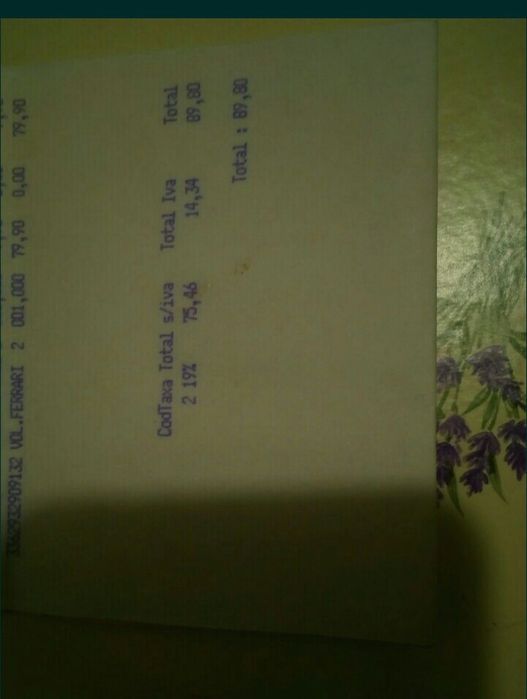 3362932909132 VOL.FERRARI 2 001,000 79,90 0,00 79,90
CodTaxa Total s/iva Total Iva Total
2 19% 75,46 14,34 89,80
Total : 89,80